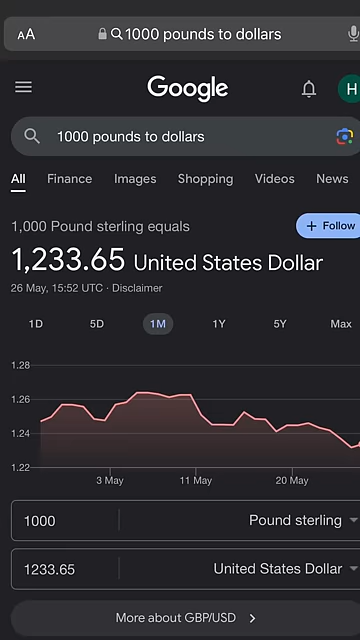 AA 1000 pounds to dollars
Google H
1000 pounds to dollars
All Finance Images Shopping Videos News
1,000 Pound sterling equals
+ Follow
1,233.65 United States Dollar
26 May, 15:52 UTC · Disclaimer
1D 5D 1M 1Y 5Y Max
1.28
1.26
1.24
1.22
3 May 11 May 20 May
1000 Pound sterling
1233.65 United States Dollar
More about GBP/USD